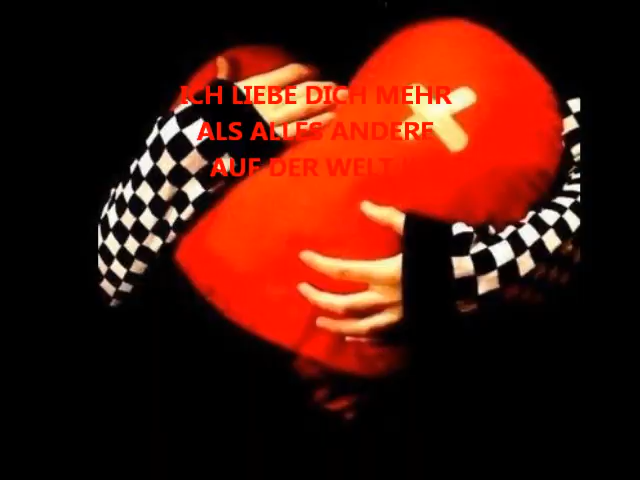 ICH LIEBE DICH MEHR
ALS ALLES ANDERE
AUF DER WELT